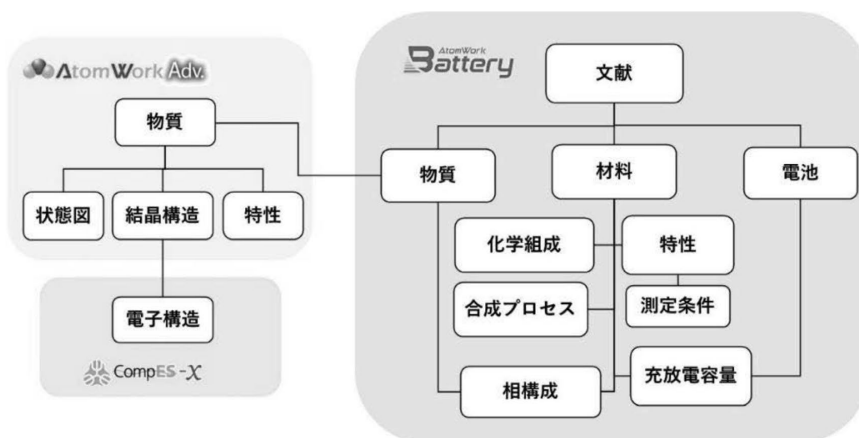 AtomWork Adv.
物質
状態図
結晶構造
特性
電子構造
CompES-X
AtomWork
Battery
文献
物質
材料
電池
化学組成
特性
合成プロセス
測定条件
相構成
充放電容量